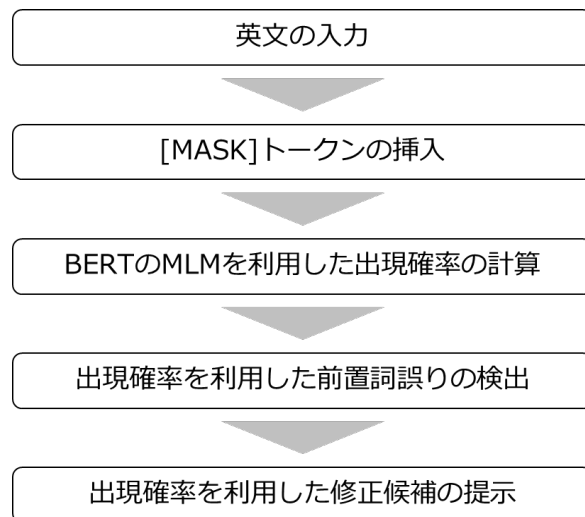 英文の入力
[MASK]トークンの挿入
BERTのMLMを利用した出現確率の計算
出現確率を利用した前置詞誤りの検出
出現確率を利用した修正候補の提示